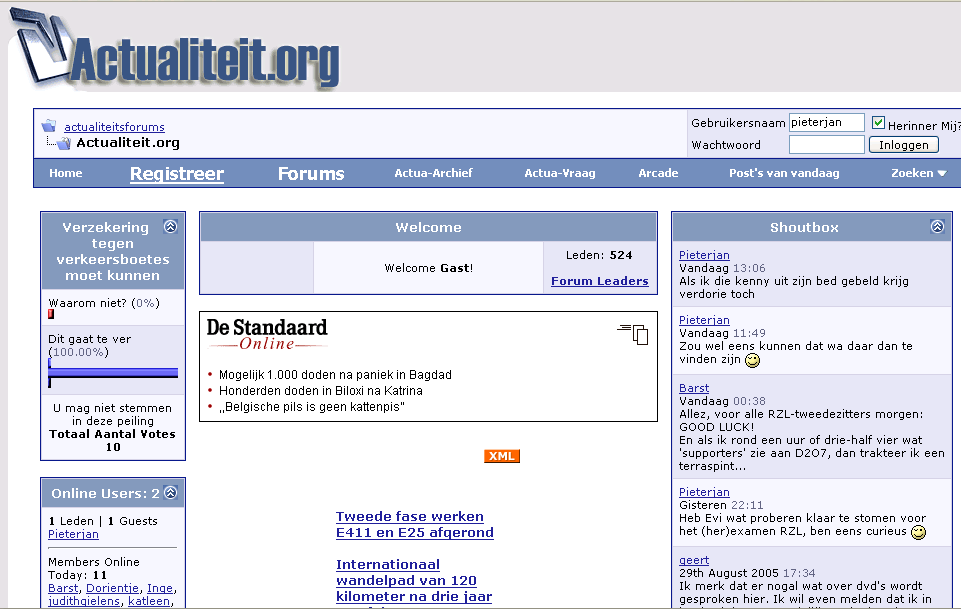 Actualiteit.org
actualiteitsforums
Actualiteit.org
Gebruikersnaam pieterjan Herinner Mij?
Wachtwoord Inloggen
Home Registreer Forums Actua-Archief Actua-Vraag Arcade Post's van vandaag Zoeken
Verzekering
tegen
verkeersboetes
moet kunnen
Waarom niet? (0%)
Dit gaat te ver
(100.00%)
U mag niet stemmen
in deze peiling
Totaal Aantal Votes
10
Online Users: 2
1 Leden | 1 Guests
Pieterjan
Members Online
Today: 11
Barst, Dorientje, Inge,
judithgielens, katleen,
Welcome
Welcome Gast!
Leden: 524
Forum Leaders
De Standaard
Online
• Mogelijk 1.000 doden na paniek in Bagdad
• Honderden doden in Biloxi na Katrina
• „Belgische pils is geen kattenpis"
XML
Tweede fase werken
E411 en E25 afgerond
Internationaal
wandelpad van 120
kilometer na drie jaar
Shoutbox
Pieterjan
Vandaag 13:06
Als ik die kenny uit zijn bed gebeld krijg
verdorie toch
Pieterjan
Vandaag 11:49
Zou wel eens kunnen dat wa daar dan te
vinden zijn
Barst
Vandaag 00:38
Allez, voor alle RZL-tweedezitters morgen:
GOOD LUCK!
En als ik rond een uur of drie-half vier wat
'supporters' zie aan D2O7, dan trakteer ik een
terraspint...
Pieterjan
Gisteren 22:11
Heb Evi wat proberen klaar te stomen voor
het (her)examen RZL, ben eens curieus
geert
29th August 2005 17:34
Ik merk dat er nogal wat over dvd's wordt
gesproken hier. Ik wil even melden dat ik in